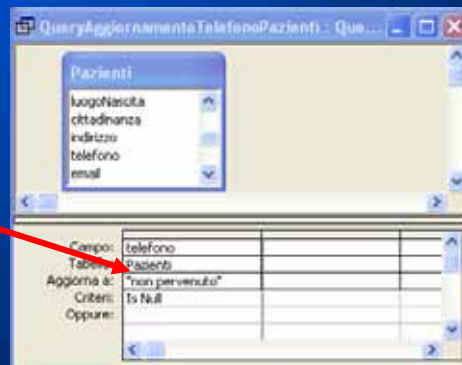 QueryAggiornamentoTelefonoPazienti : Que...
Pazienti
luogoNascita
cittadinanza
indirizzo
telefono
email
Campo: telefono
Tabella: Pazienti
Aggiorna a: "non pervenuto"
Criteri: Is Null
Oppure: